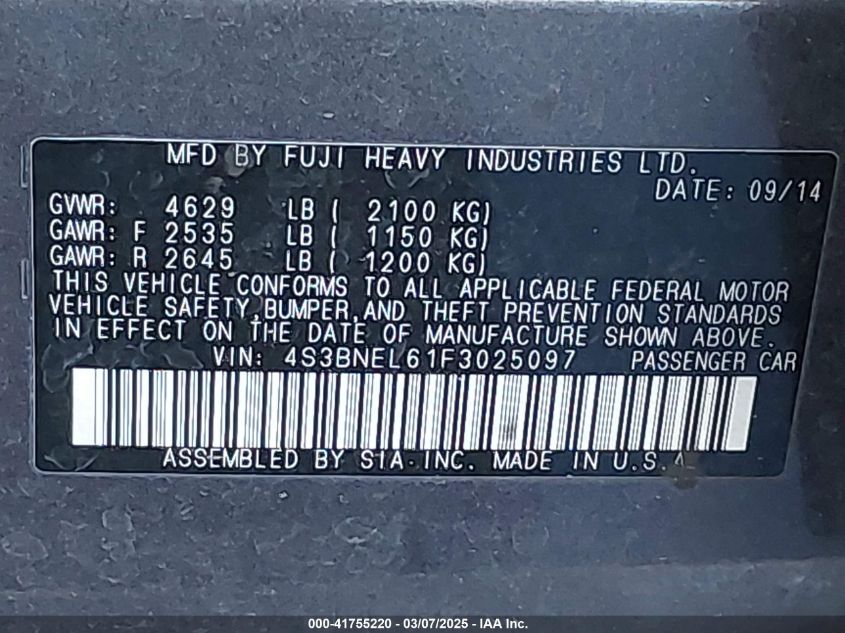 MFD BY FUJI HEAVY INDUSTRIES LTD.
DATE: 09/14
GVWR: 4629 LB ( 2100 KG)
GAWR: F 2535 LB ( 1150 KG)
GAWR: R 2645 LB ( 1200 KG)
THIS VEHICLE CONFORMS TO ALL APPLICABLE FEDERAL MOTOR
VEHICLE SAFETY,BUMPER,AND THEFT PREVENTION STANDARDS
IN EFFECT ON THE DATE OF MANUFACTURE SHOWN ABOVE.
VIN: 4S3BNEL61F3025097 PASSENGER CAR
ASSEMBLED BY SIA INC. MADE IN U.S.A
000-41755220 - 03/07/2025 - IAA Inc.